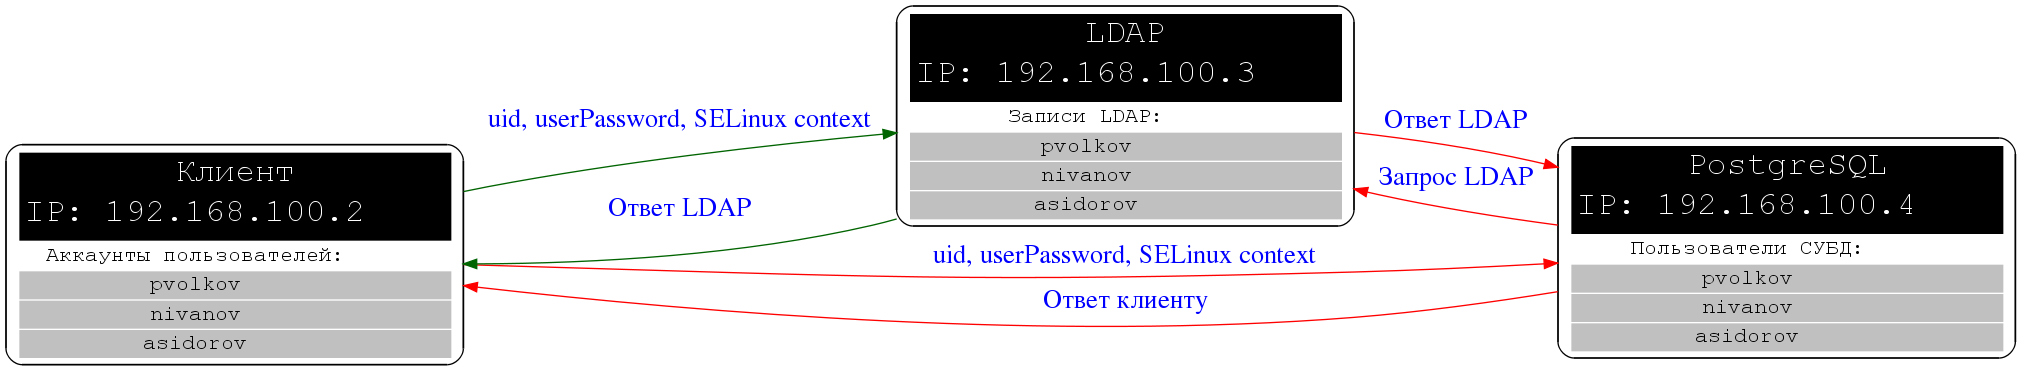 Клиент
IP: 192.168.100.2
Аккаунты пользователей:
pvolkov
nivanov
asidorov
uid, userPassword, SELinux context
Ответ LDAP
LDAP
IP: 192.168.100.3
Записи LDAP:
pvolkov
nivanov
asidorov
uid, userPassword, SELinux context
Ответ клиенту
Ответ LDAP
Запрос LDAP
PostgreSQL
IP: 192.168.100.4
Пользователи СУБД:
pvolkov
nivanov
asidorov